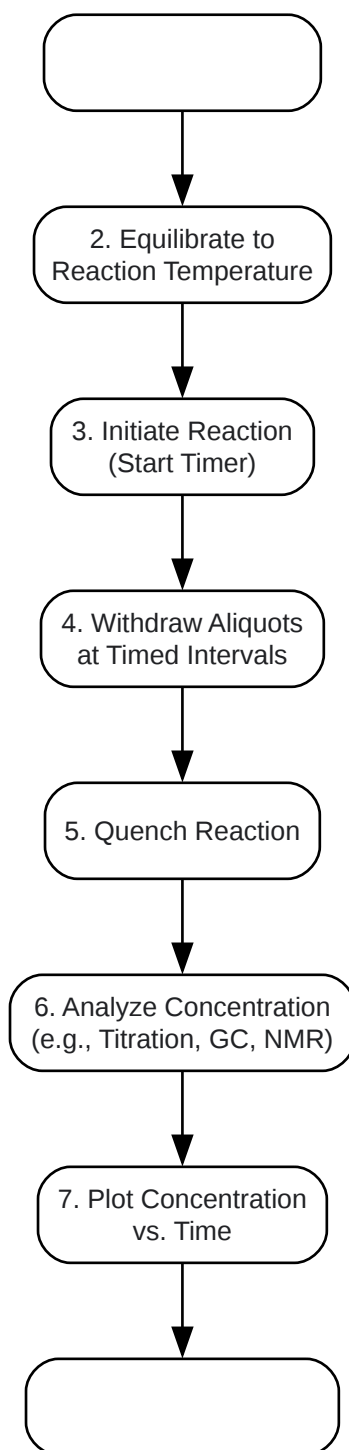 2. Equilibrate to
Reaction Temperature
3. Initiate Reaction
(Start Timer)
4. Withdraw Aliquots
at Timed Intervals
5. Quench Reaction
6. Analyze Concentration
(e.g., Titration, GC, NMR)
7. Plot Concentration
vs. Time